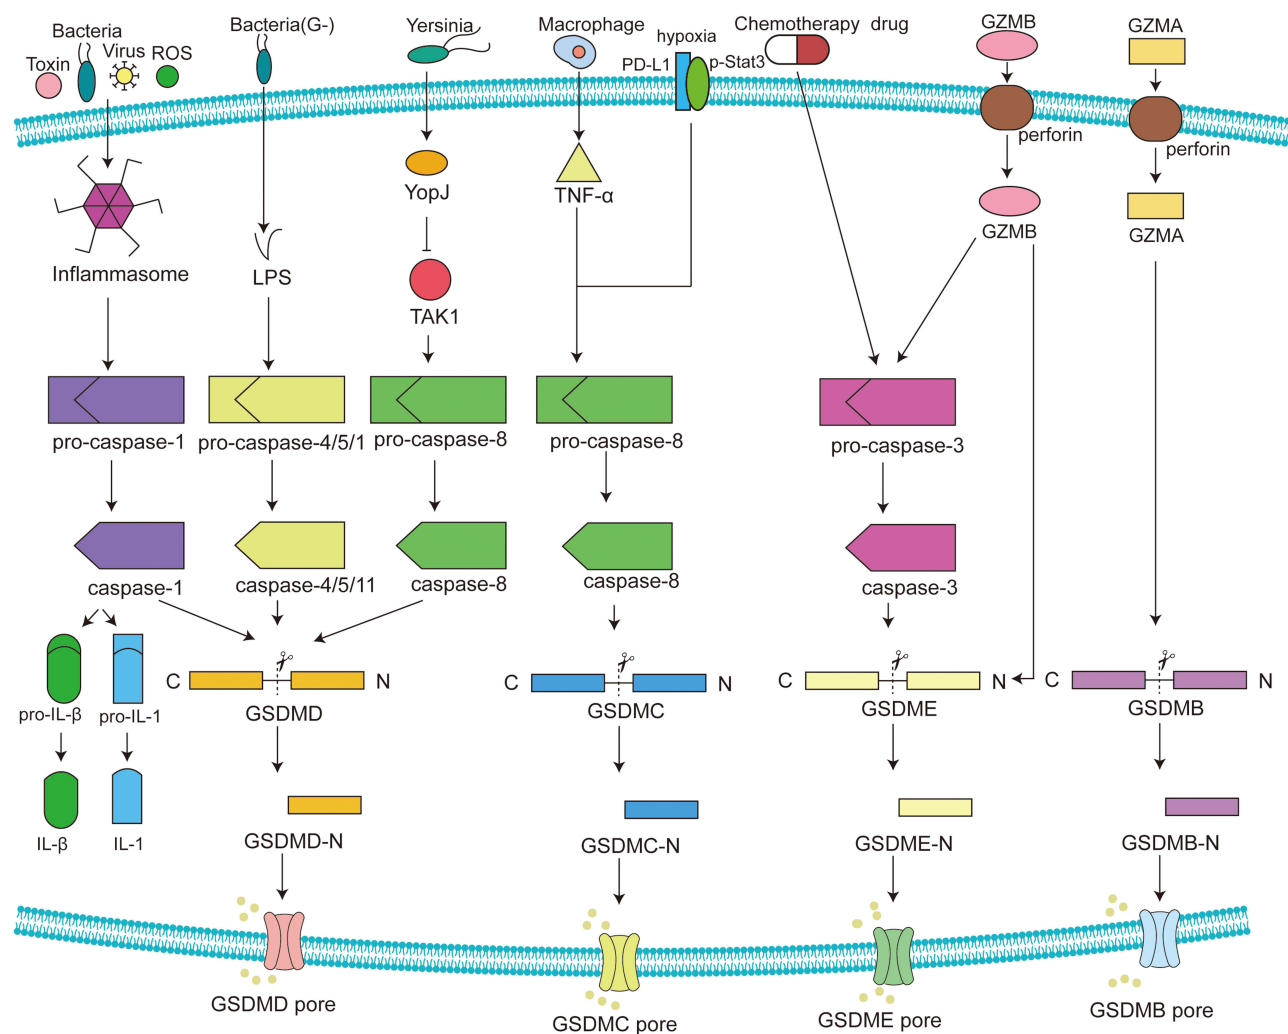 Bacteria
Toxin
Virus
ROS
Bacteria(G-)
Yersinia
Macrophage
hypoxia
PD-L1
p-Stat3
Chemotherapy drug
GZMB
GZMA
perforin
perforin
YopJ
TNF-α
GZMB
GZMA
Inflammasome
LPS
TAK1
pro-caspase-1
pro-caspase-4/5/1
pro-caspase-8
pro-caspase-8
pro-caspase-3
caspase-1
caspase-4/5/11
caspase-8
caspase-8
caspase-3
C
N
C
N
C
N
C
N
pro-IL-β
pro-IL-1
GSDMD
GSDMC
GSDME
GSDMB
IL-β
IL-1
GSDMD-N
GSDMC-N
GSDME-N
GSDMB-N
GSDMD pore
GSDMC pore
GSDME pore
GSDMB pore